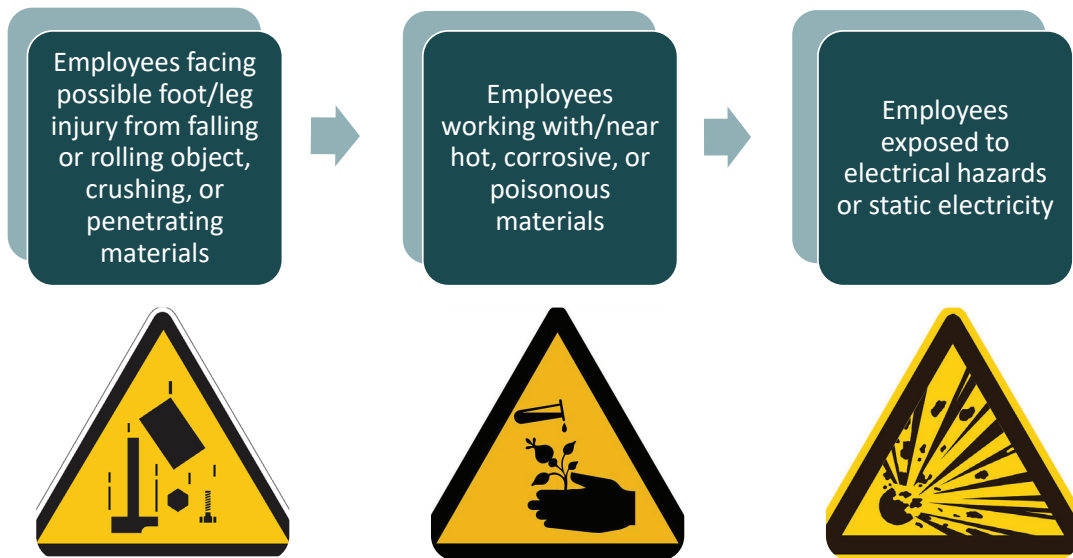 Employees facing
possible foot/leg
injury from falling
or rolling object,
crushing, or
penetrating
materials
Employees
working with/near
hot, corrosive, or
poisonous
materials
Employees
exposed to
electrical hazards
or static electricity